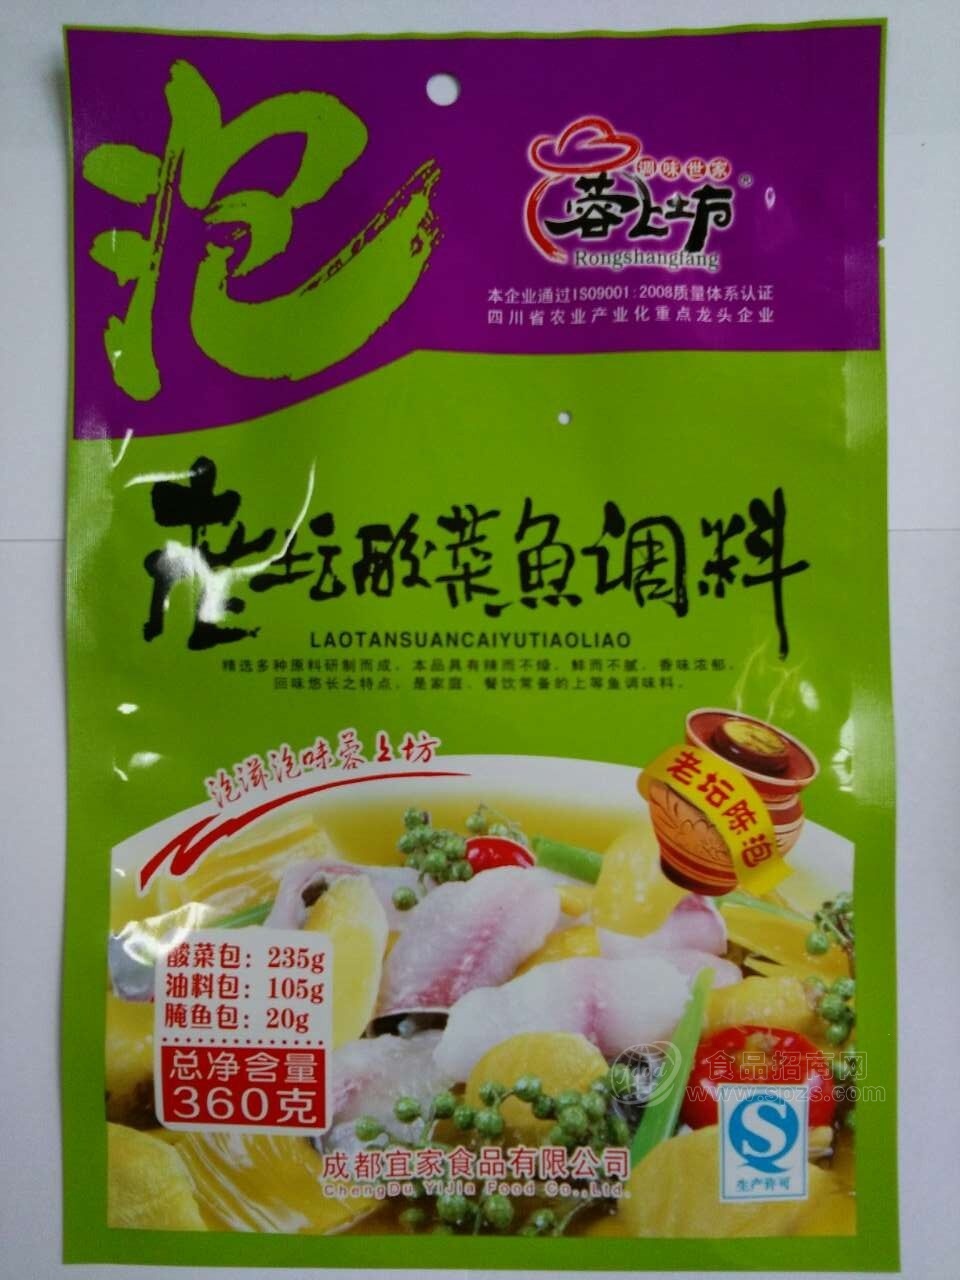 泡
调味世家
蓉上坊®
Rongshangfang
本企业通过ISO9001:2008质量体系认证
四川省农业产业化重点龙头企业
老坛酸菜鱼调料
LAOTANSUANCAIYUTIAOLIAO
精选多种原料研制而成，本品具有辣而不燥，鲜而不腻，香味浓郁，
回味悠长之特点，是家庭、餐饮常备的上等鱼调味料。
泡滋泡味蓉上坊
老坛陈泡
酸菜包：235g
油料包：105g
腌鱼包：20g
总净含量
360克
食品招商网
www.spzs.com
生产许可
成都宜家食品有限公司
ChengDu YiJia Food Co.,Ltd.